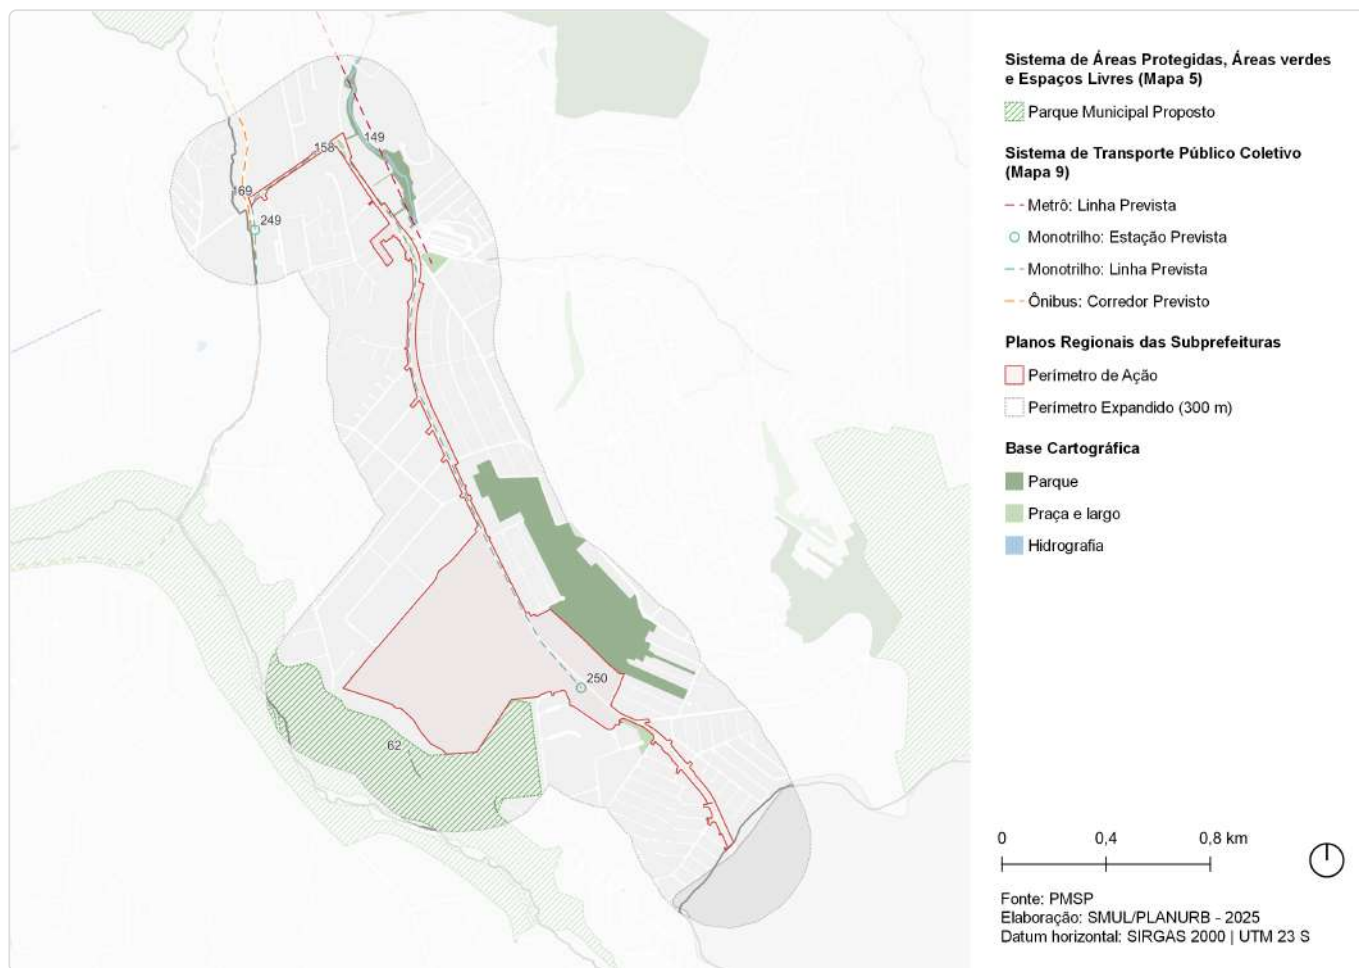 149
158
169
249
250
62
Sistema de Áreas Protegidas, Áreas verdes
e Espaços Livres (Mapa 5)
Parque Municipal Proposto
Sistema de Transporte Público Coletivo
(Mapa 9)
Metrô: Linha Prevista
Monotrilho: Estação Prevista
Monotrilho: Linha Prevista
Ônibus: Corredor Previsto
Planos Regionais das Subprefeituras
Perímetro de Ação
Perímetro Expandido (300 m)
Base Cartográfica
Parque
Praça e largo
Hidrografia
0 0,4 0,8 km
Fonte: PMSP
Elaboração: SMUL/PLANURB - 2025
Datum horizontal: SIRGAS 2000 | UTM 23 S